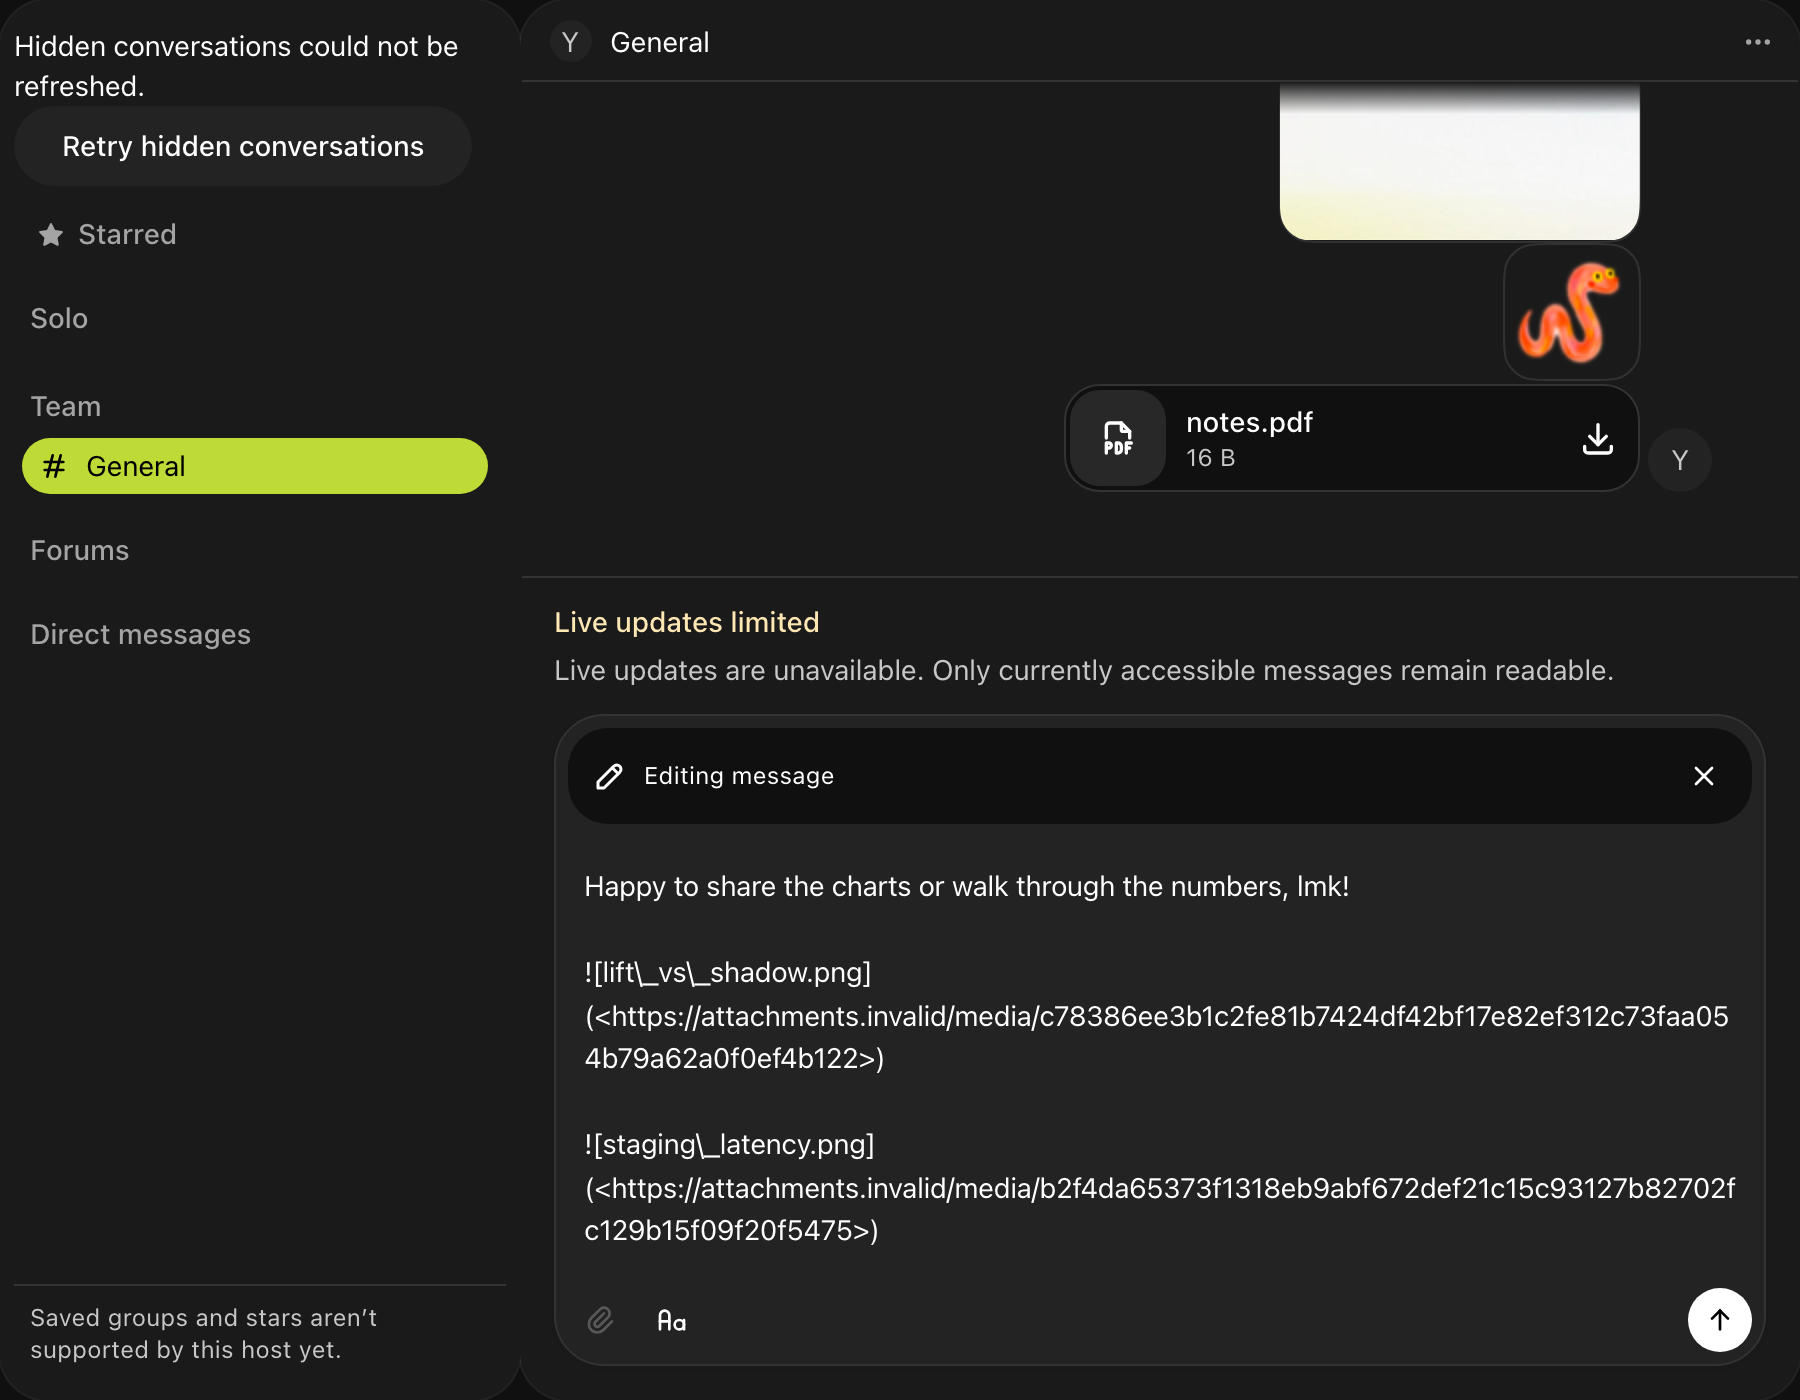 Hidden conversations could not be
refreshed.
Retry hidden conversations
Starred
Solo
Team
# General
Forums
Direct messages
Saved groups and stars aren’t
supported by this host yet.
Y General
PDF
notes.pdf
16 B
Y
Live updates limited
Live updates are unavailable. Only currently accessible messages remain readable.
Editing message
Happy to share the charts or walk through the numbers, lmk!
![lift\_vs\_shadow.png]
(<https://attachments.invalid/media/c78386ee3b1c2fe81b7424df42bf17e82ef312c73faa05
4b79a62a0f0ef4b122>)
![staging\_latency.png]
(<https://attachments.invalid/media/b2f4da65373f1318eb9abf672def21c15c93127b82702f
c129b15f09f20f5475>)
Aa